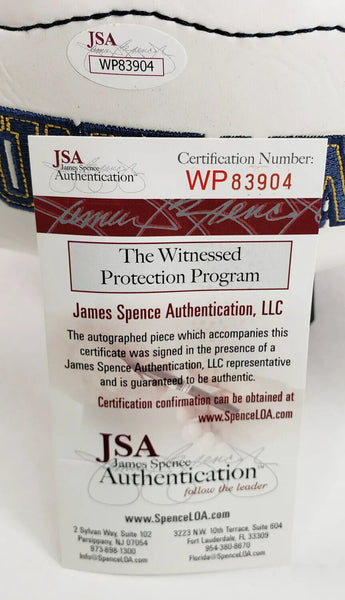 JSA
WP83904
JSA
James Spence
Authentication™
Certification Number:
WP83904
The Witnessed
Protection Program
James Spence Authentication, LLC
The autographed piece which accompanies this
certificate was signed in the presence of a
James Spence Authentication, LLC representative
and is guaranteed to be authentic.
Certification confirmation can be obtained at
www.SpenceLOA.com
JSA
James Spence
Authentication™
follow the leader
www.SpenceLOA.com
2 Sylvan Way, Suite 102
Parsippany, NJ 07054
973-898-1300
Info@SpenceLOA.com
3223 N.W. 10th Terrace, Suite 604
Fort Lauderdale, FL 33309
954-380-8670
Florida@SpenceLOA.com